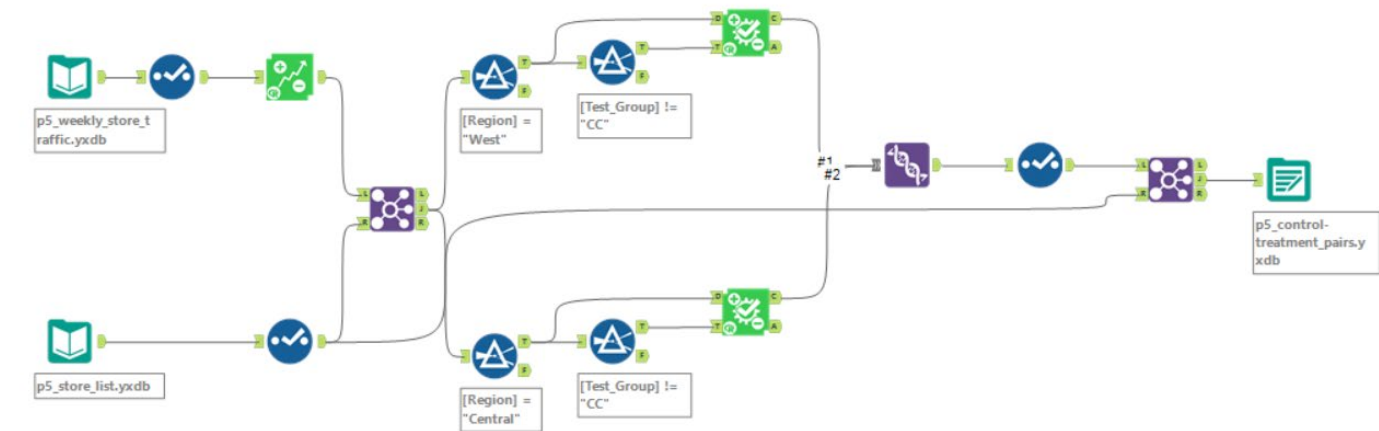 p5_weekly_store_t
raffic.yxdb
[Region] =
"West"
[Test_Group] !=
"CC"
D
T
C
A
T
F
T
F
#1
#2
L
R
L
J
R
L
R
L
J
R
p5_control-
treatment_pairs.y
xdb
p5_store_list.yxdb
[Region] =
"Central"
[Test_Group] !=
"CC"
D
T
C
A
T
F
T
F